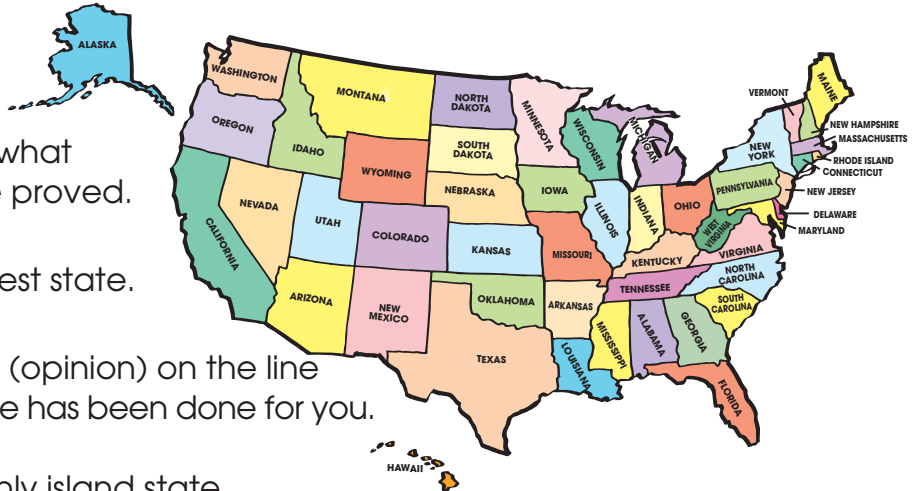 ALASKA
WASHINGTON
MONTANA
NORTH
DAKOTA
MINNESOTA
VERMONT
MAINE
OREGON
IDAHO
SOUTH
DAKOTA
WISCONSIN
MICHIGAN
NEW HAMPSHIRE
MASSACHUSETTS
NEW
YORK
RHODE ISLAND
CONNECTICUT
what
WYOMING
NEBRASKA
IOWA
PENNSYLVANIA
NEW JERSEY
proved.
NEVADA
UTAH
COLORADO
ILLINOIS
INDIANA
OHIO
DELAWARE
MARYLAND
CALIFORNIA
KANSAS
MISSOURI
WEST
VIRGINIA
KENTUCKY
VIRGINIA
est state.
ARIZONA
NEW
MEXICO
OKLAHOMA
ARKANSAS
TENNESSEE
NORTH
CAROLINA
SOUTH
CAROLINA
MISSISSIPPI
ALABAMA
GEORGIA
(opinion) on the line
TEXAS
LOUISIANA
e has been done for you.
FLORIDA
HAWAII
nly island state